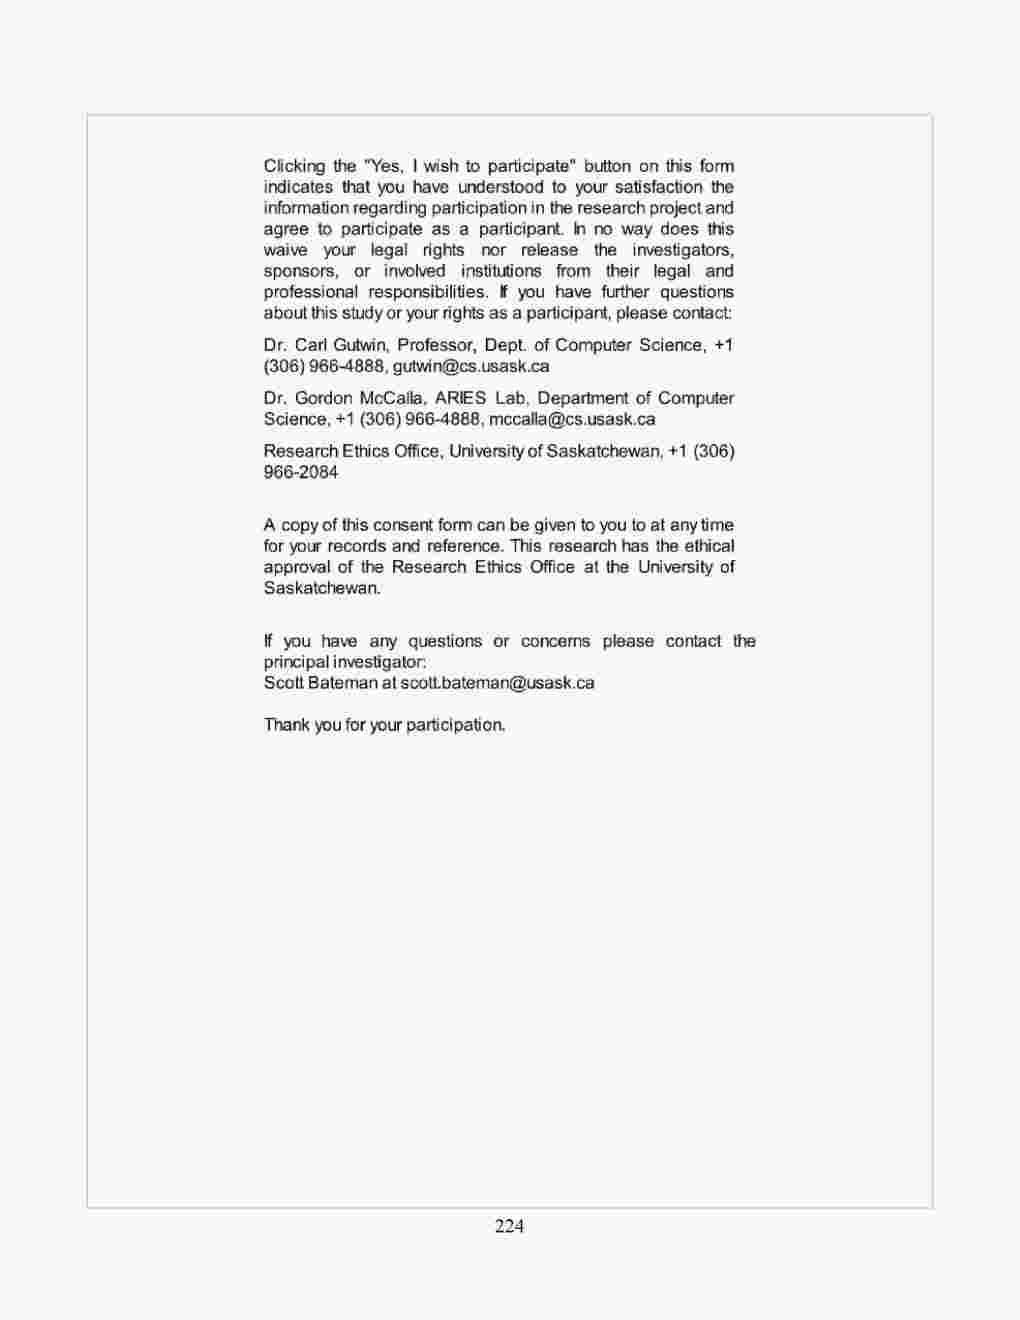 Clicking the "Yes, I wish to participate" button on this form
indicates that you have understood to your satisfaction the
information regarding participation in the research project and
agree to participate as a participant. In no way does this
waive your legal rights nor release the investigators,
sponsors, or involved institutions from their legal and
professional responsibilities. If you have further questions
about this study or your rights as a participant, please contact:
Dr. Carl Gutwin, Professor, Dept. of Computer Science, +1
(306) 966-4888, gutwin@cs.usask.ca
Dr. Gordon McCalla, ARIES Lab, Department of Computer
Science, +1 (306) 966-4888, mccalla@cs.usask.ca
Research Ethics Office, University of Saskatchewan, +1 (306)
966-2084
A copy of this consent form can be given to you to at any time
for your records and reference. This research has the ethical
approval of the Research Ethics Office at the University of
Saskatchewan.
If you have any questions or concerns please contact the
principal investigator:
Scott Bateman at scott.bateman@usask.ca
Thank you for your participation.
224